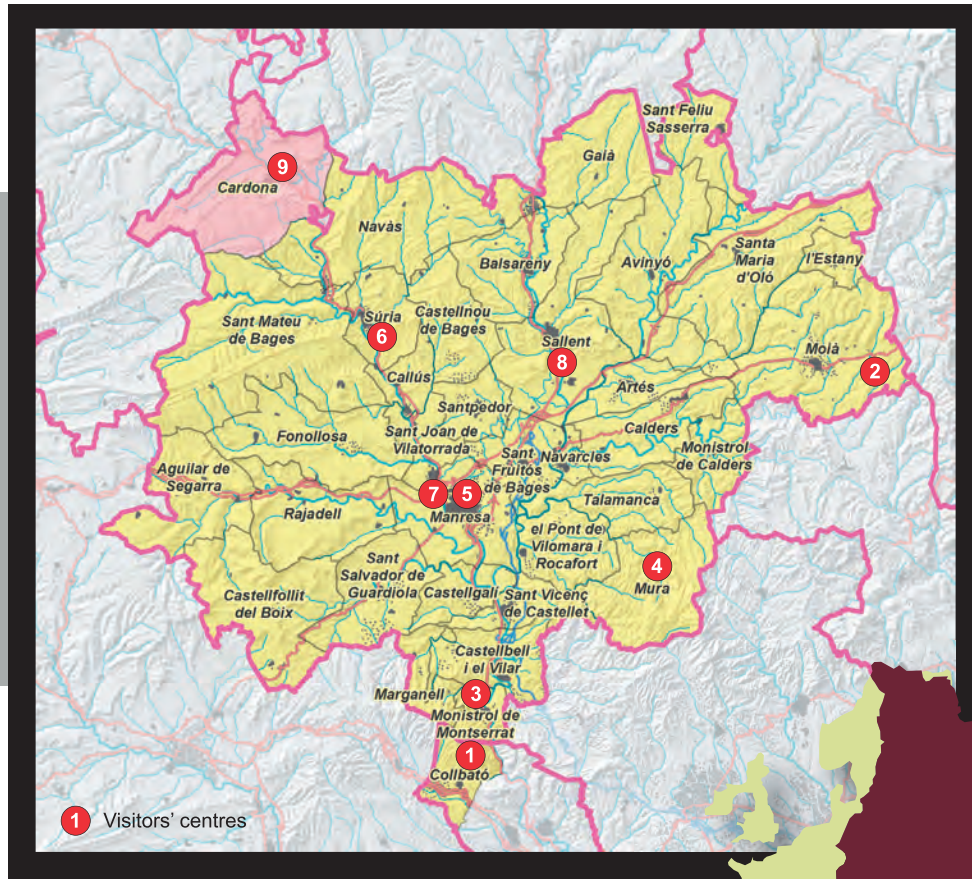 Sant Feliu
Sasserra
Gaià
9
Cardona
Navàs
Balsareny
Avinyó
Santa
Maria
d'Oló
l'Estany
Sant Mateu
de Bages
Súria
6
Castellnou
de Bages
Sallent
8
Moià
2
Callús
Artés
Santpedor
Calders
Fonollosa
Sant Joan de
Vilatorrada
Sant
Fruitós
de Bages
Navarcles
Monistrol
de Calders
Aguilar de
Segarra
7
5
Manresa
Talamanca
Rajadell
el Pont de
Vilomara i
Rocafort
4
Mura
Sant
Salvador de
Guardiola
Castellfollit
del Boix
Castellgalí
Sant Vicenç
de Castellet
Castellbell
i el Vilar
Marganell
3
Monistrol de
Montserrat
1
Collbató
1 Visitors' centres